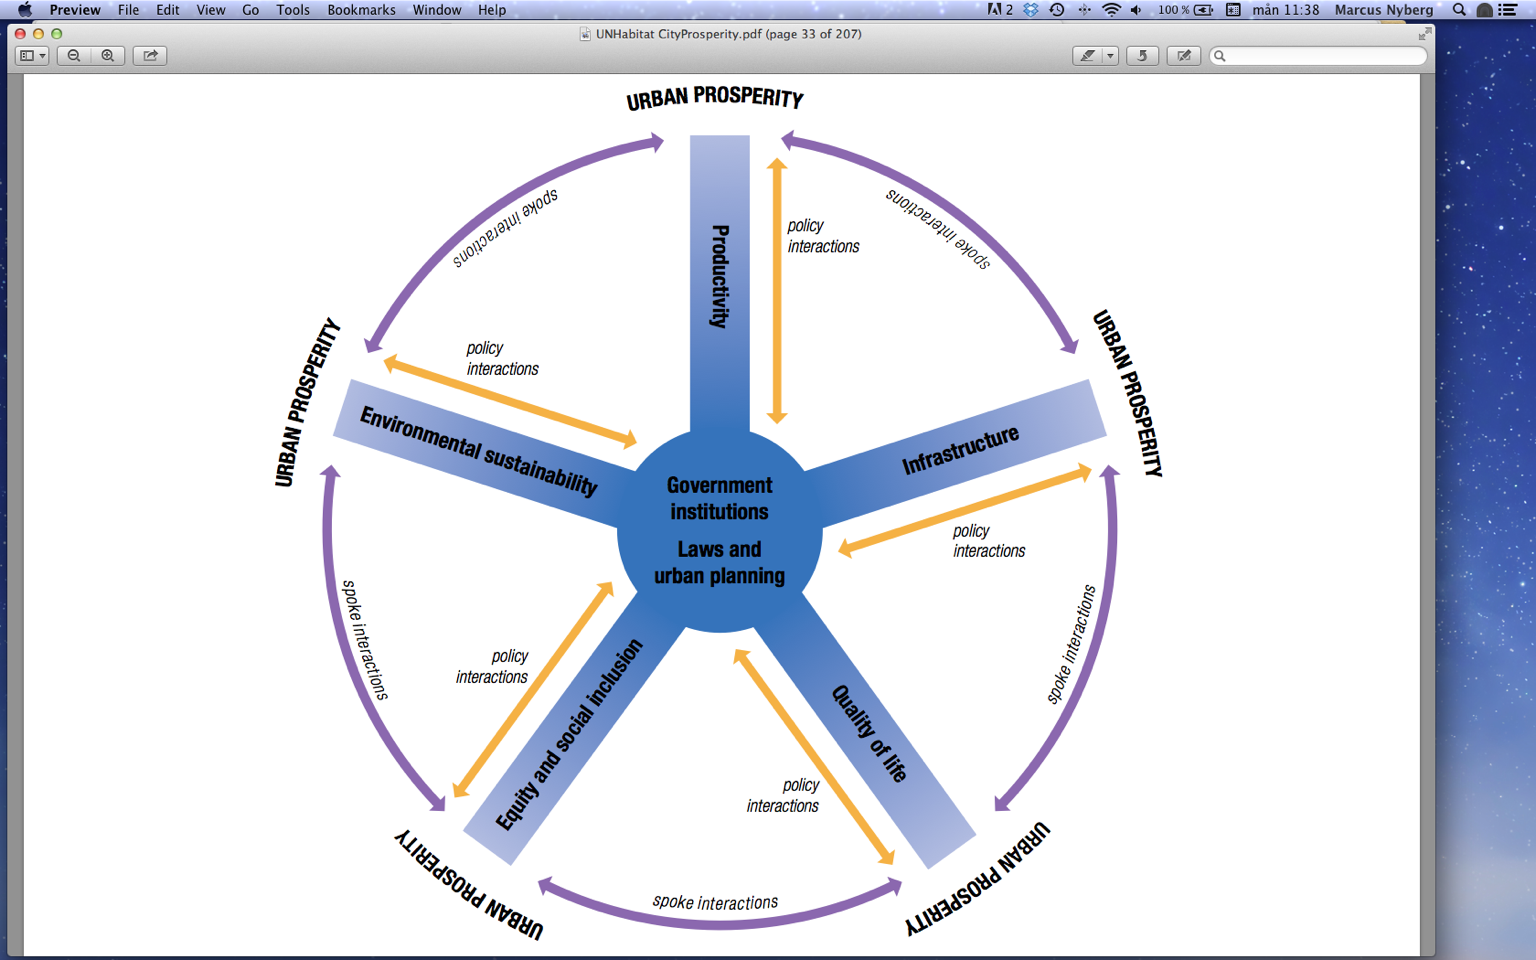 Preview File Edit View Go Tools Bookmarks Window Help
2 100 % mån 11:38 Marcus Nyberg
UNHabitat CityProsperity.pdf (page 33 of 207)
URBAN PROSPERITY
spoke interactions
spoke interactions
Productivity
policy
interactions
URBAN PROSPERITY
URBAN PROSPERITY
policy
interactions
Environmental sustainability
Infrastructure
Government
institutions
Laws and
urban planning
policy
interactions
spoke interactions
spoke interactions
policy
interactions
Equity and social inclusion
Quality of life
policy
interactions
URBAN PROSPERITY
URBAN PROSPERITY
spoke interactions